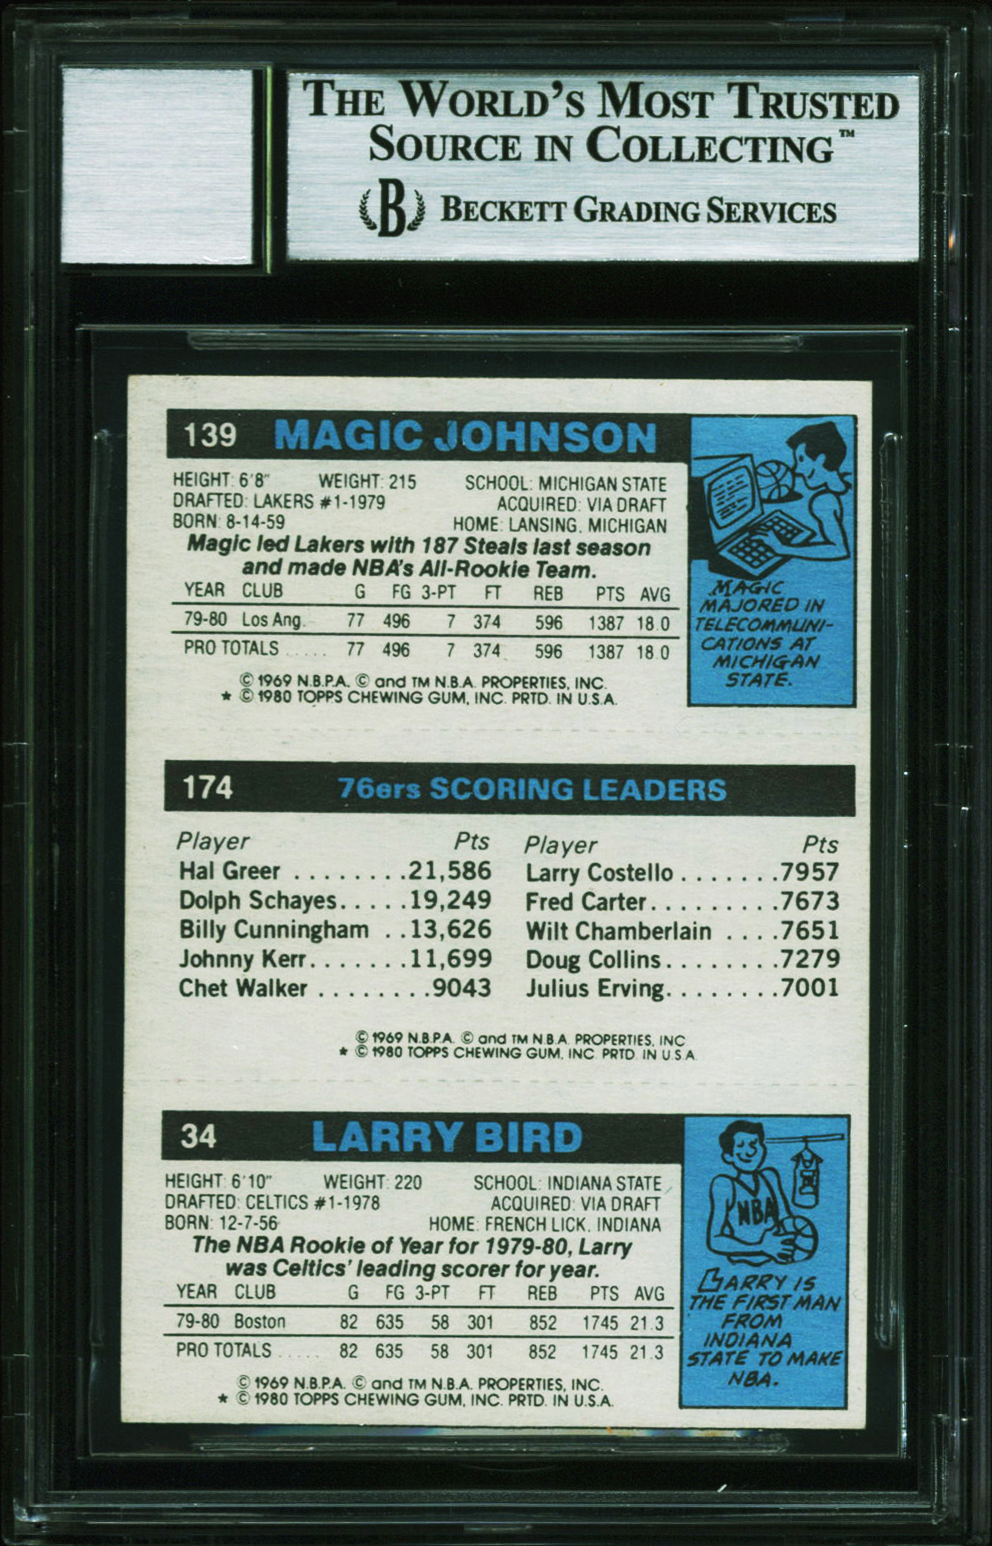 THE WORLD'S MOST TRUSTED
SOURCE IN COLLECTING™
B BECKETT GRADING SERVICES
139 MAGIC JOHNSON
HEIGHT: 6'8" WEIGHT: 215 SCHOOL: MICHIGAN STATE
DRAFTED: LAKERS #1-1979 ACQUIRED: VIA DRAFT
BORN: 8-14-59 HOME: LANSING, MICHIGAN
Magic led Lakers with 187 Steals last season
and made NBA's All-Rookie Team.
YEAR CLUB G FG 3-PT FT REB PTS AVG
79-80 Los Ang. 77 496 7 374 596 1387 18.0
PRO TOTALS ..... 77 496 7 374 596 1387 18.0
© 1969 N.B.P.A. © and TM N.B.A. PROPERTIES, INC.
★ © 1980 TOPPS CHEWING GUM, INC. PRTD. IN U.S.A.
MAGIC
MAJORED IN
TELECOMMUNI-
CATIONS AT
MICHIGAN
STATE.
174 76ers SCORING LEADERS
Player Pts Player Pts
Hal Greer ........21,586 Larry Costello .......7957
Dolph Schayes.....19,249 Fred Carter.........7673
Billy Cunningham ..13,626 Wilt Chamberlain ....7651
Johnny Kerr.......11,699 Doug Collins........7279
Chet Walker ........9043 Julius Erving........7001
© 1969 N.B.P.A. © and TM N.B.A. PROPERTIES, INC
★ © 1980 TOPPS CHEWING GUM, INC. PRTD. IN U.S.A.
34 LARRY BIRD
HEIGHT: 6'10" WEIGHT: 220 SCHOOL: INDIANA STATE
DRAFTED: CELTICS #1-1978 ACQUIRED: VIA DRAFT
BORN: 12-7-56 HOME: FRENCH LICK, INDIANA
The NBA Rookie of Year for 1979-80, Larry
was Celtics' leading scorer for year.
YEAR CLUB G FG 3-PT FT REB PTS AVG
79-80 Boston 82 635 58 301 852 1745 21.3
PRO TOTALS ..... 82 635 58 301 852 1745 21.3
© 1969 N.B.P.A. © and TM N.B.A. PROPERTIES, INC.
★ © 1980 TOPPS CHEWING GUM, INC. PRTD. IN U.S.A.
NBA
LARRY IS
THE FIRST MAN
FROM
INDIANA
STATE TO MAKE
NBA.